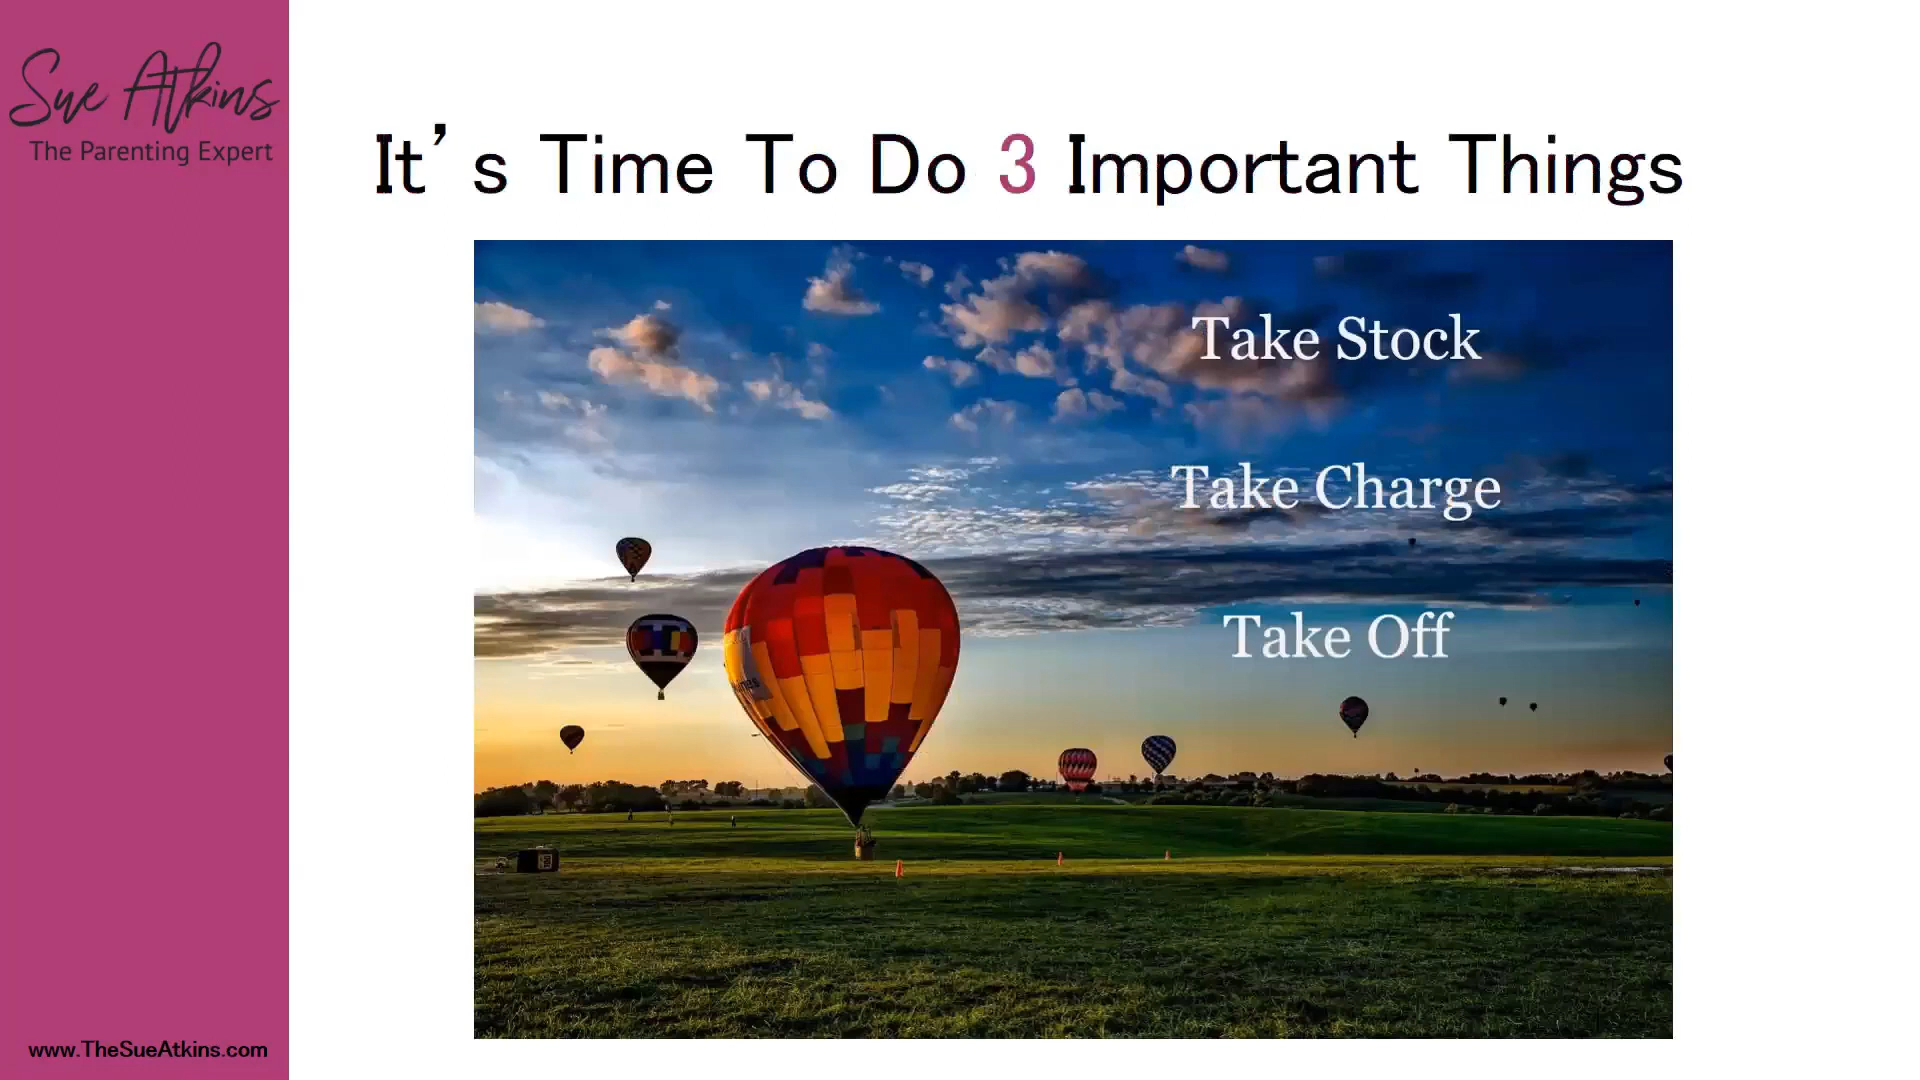 Sue Atkins
The Parenting Expert
It’s Time To Do 3 Important Things
Take Stock
Take Charge
Take Off
www.TheSueAtkins.com